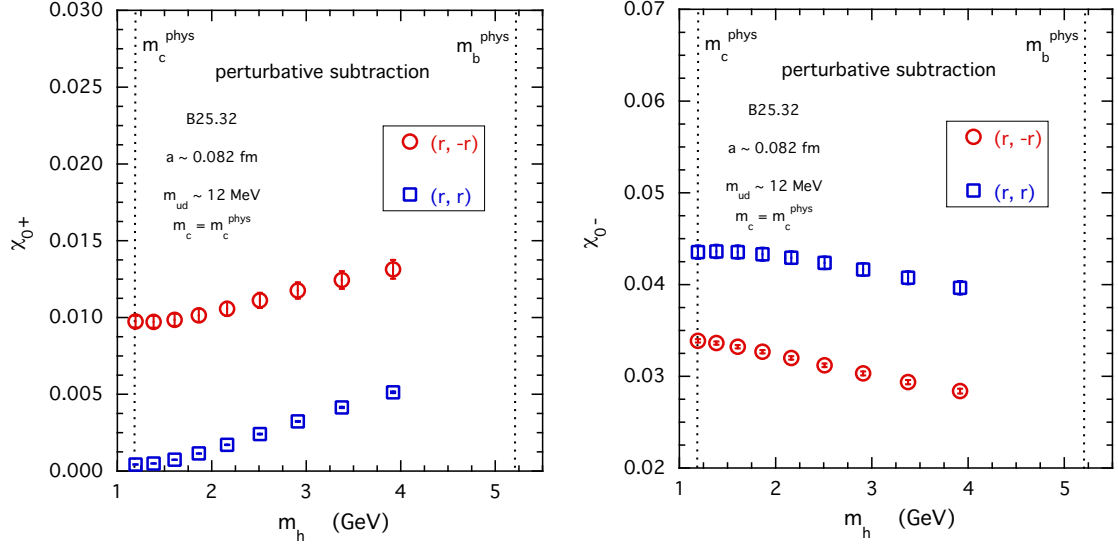 0.030
0.025
0.020
0.015
0.010
0.005
0.000
χ0+
m_c^phys
m_b^phys
perturbative subtraction
B25.32
a ~ 0.082 fm
m_ud ~ 12 MeV
m_c = m_c^phys
(r, -r)
(r, r)
1 2 3 4 5
m_h (GeV)
0.07
0.06
0.05
0.04
0.03
0.02
χ0-
m_c^phys
m_b^phys
perturbative subtraction
B25.32
a ~ 0.082 fm
m_ud ~ 12 MeV
m_c = m_c^phys
(r, -r)
(r, r)
1 2 3 4 5
m_h (GeV)